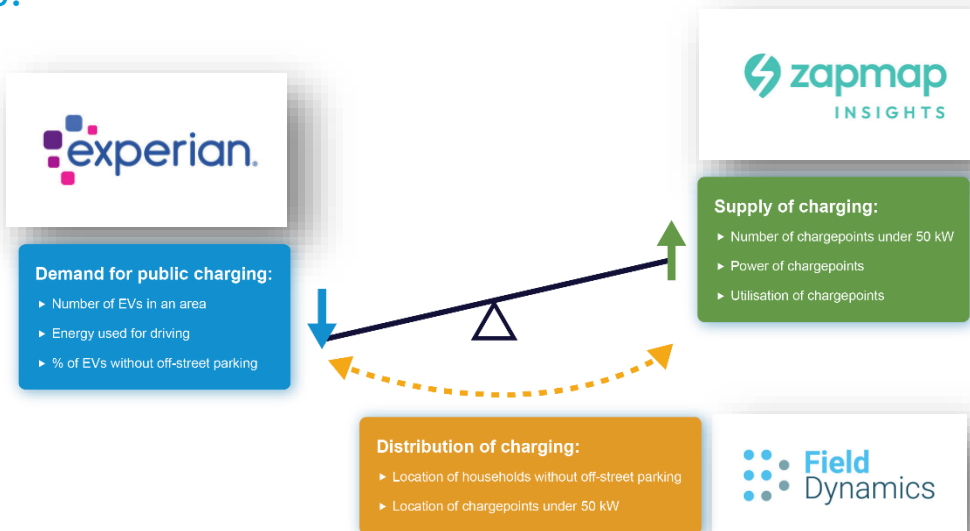 experian.
Demand for public charging:
▸ Number of EVs in an area
▸ Energy used for driving
▸ % of EVs without off-street parking
zapmap
INSIGHTS
Supply of charging:
▸ Number of chargepoints under 50 kW
▸ Power of chargepoints
▸ Utilisation of chargepoints
Distribution of charging:
▸ Location of households without off-street parking
▸ Location of chargepoints under 50 kW
Field
Dynamics